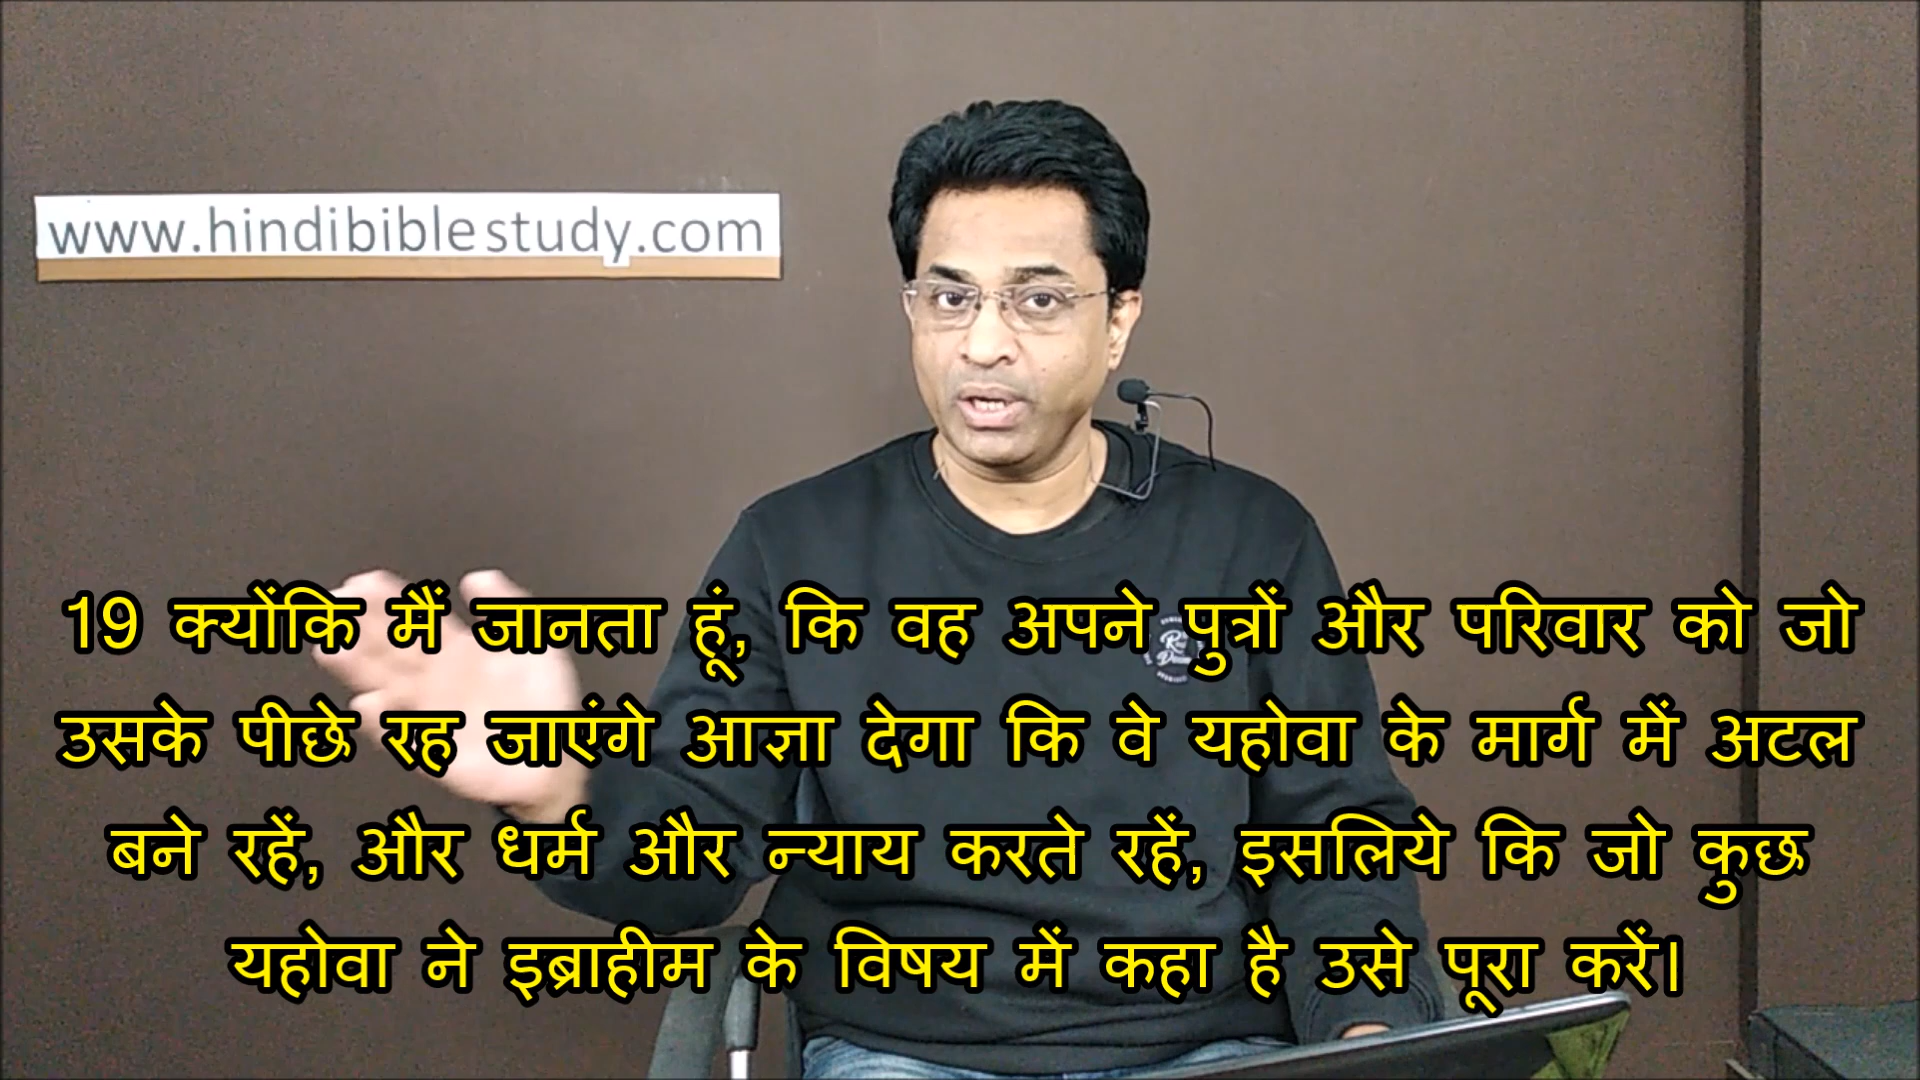 www.hindibiblestudy.com
19 क्योंकि मैं जानता हूं, कि वह अपने पुत्रों और परिवार को जो
उसके पीछे रह जाएंगे आज्ञा देगा कि वे यहोवा के मार्ग में अटल
बने रहें, और धर्म और न्याय करते रहें, इसलिये कि जो कुछ
यहोवा ने इब्राहीम के विषय में कहा है उसे पूरा करें।